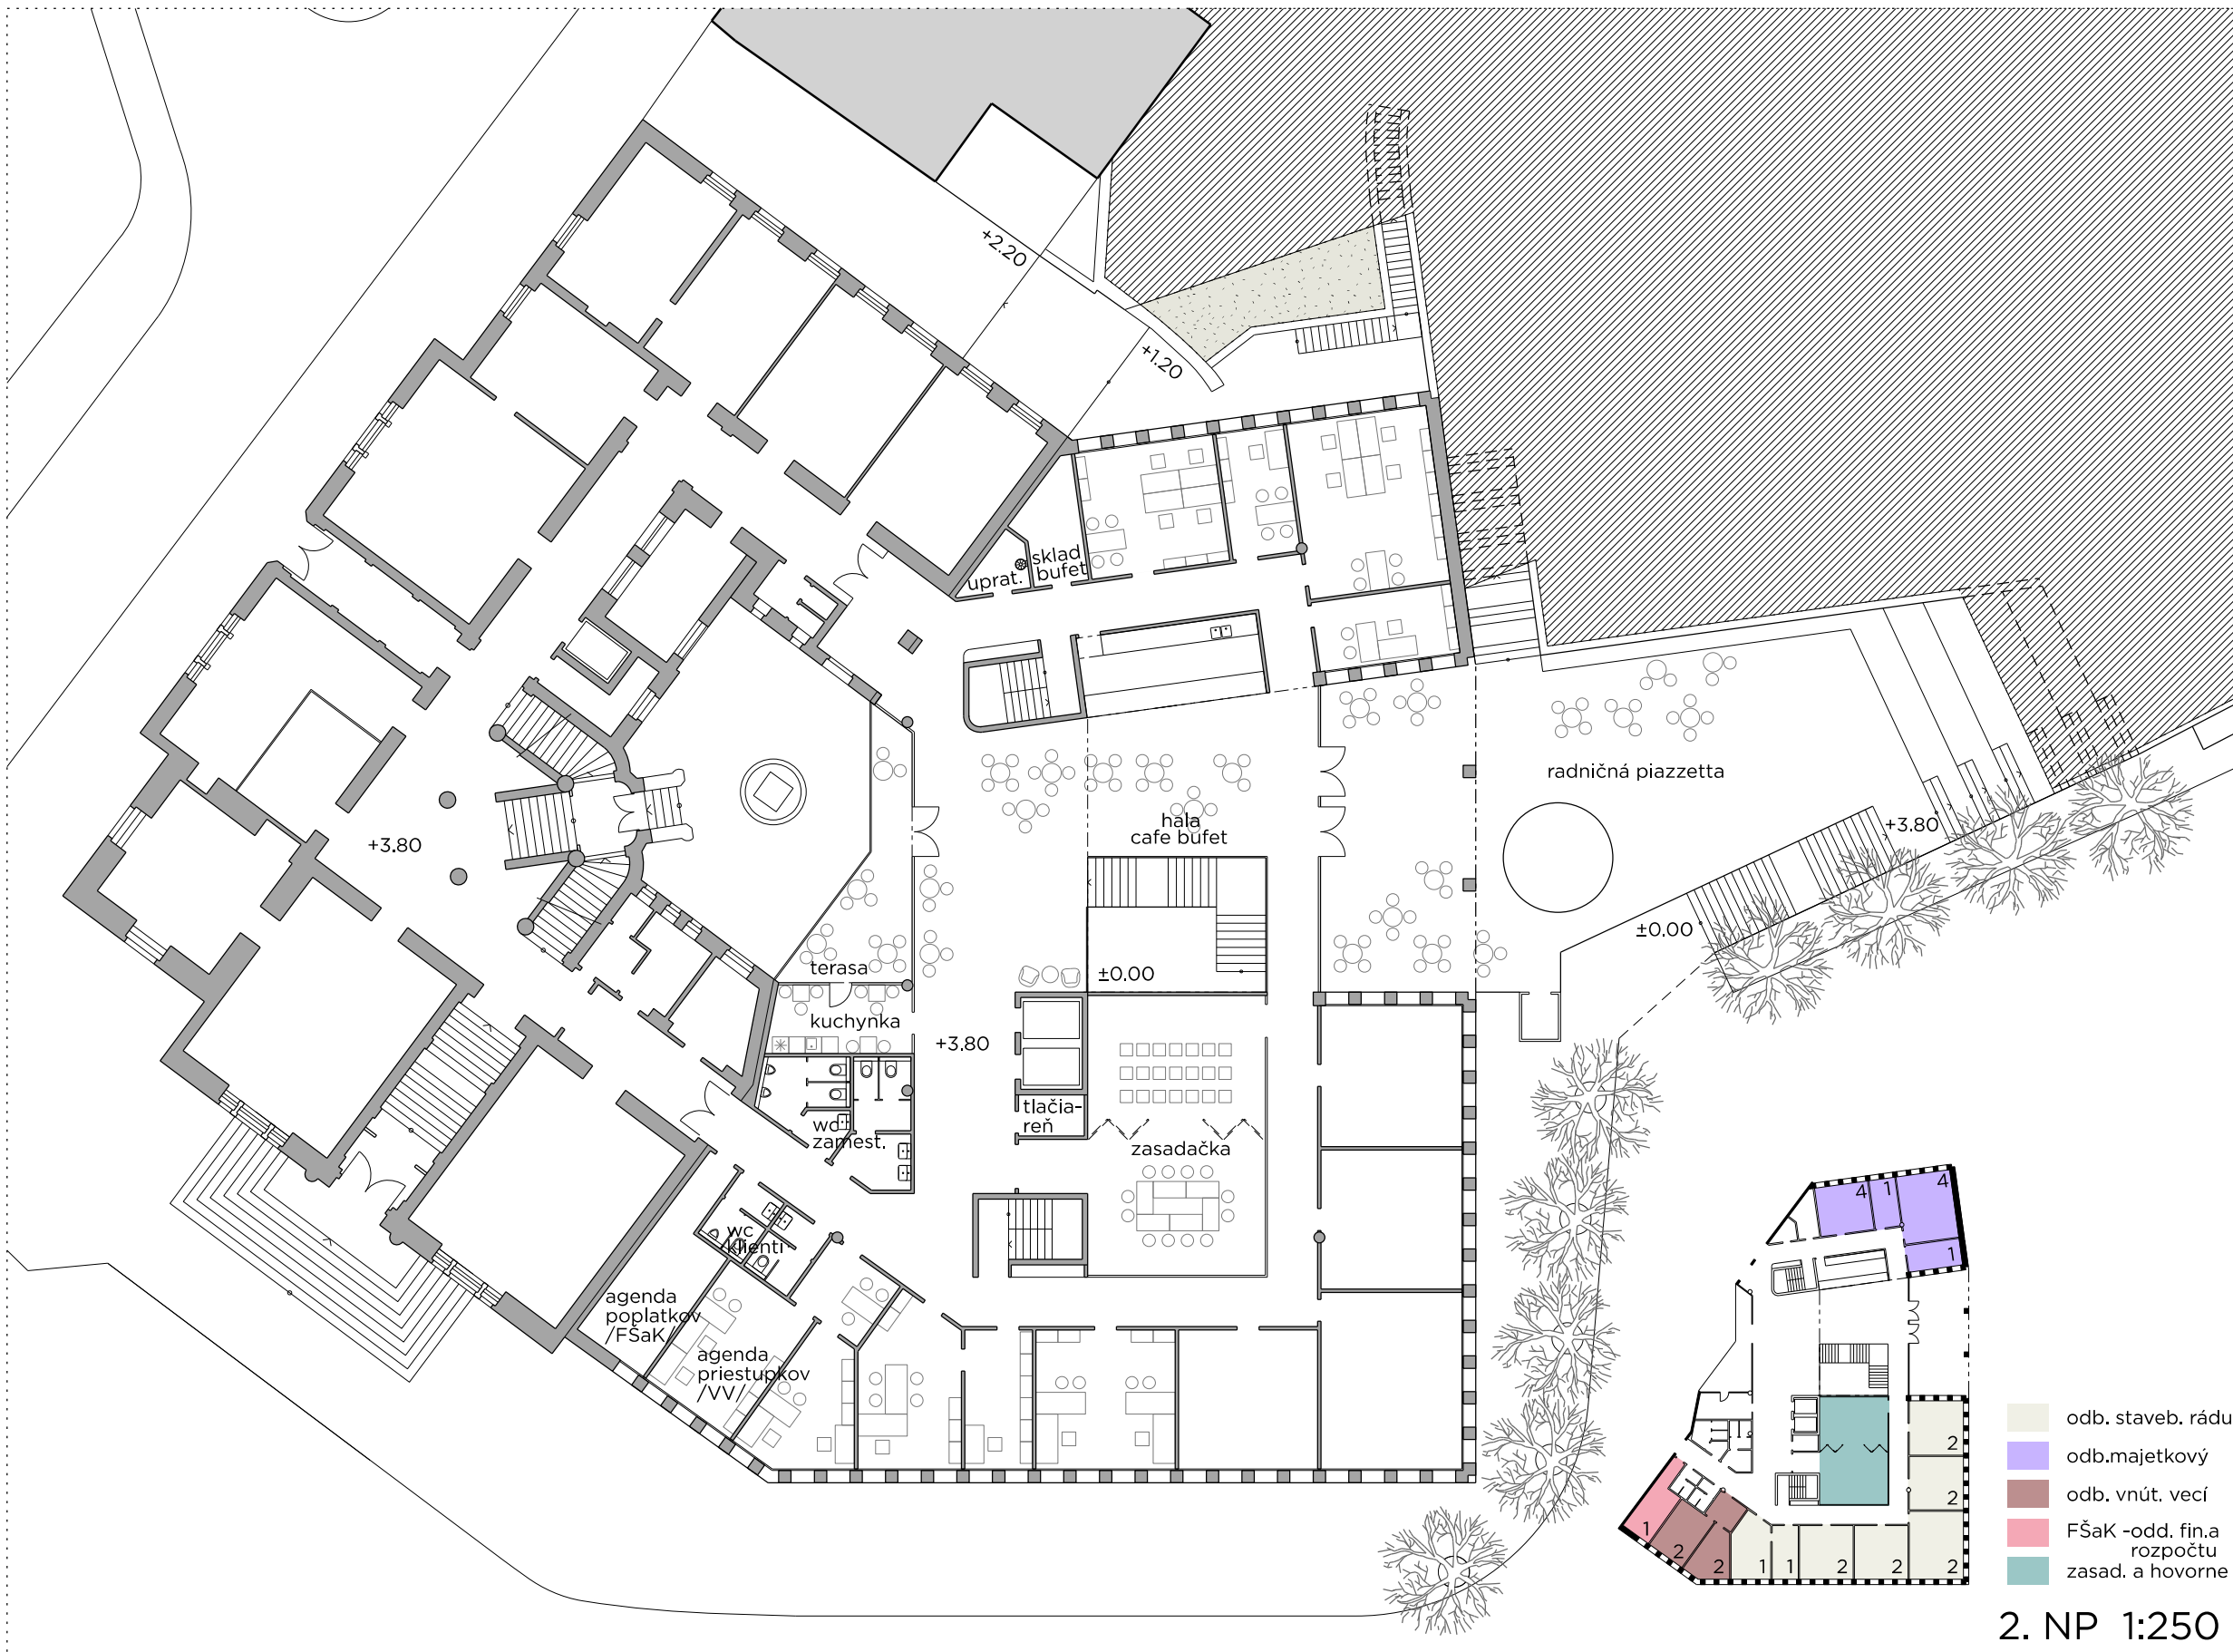 +2.20
+1.20
sklad
bufet
uprat.
radničná piazzetta
hala
cafe bufet
+3.80
+3.80
±0.00
±0.00
terasa
kuchynka
+3.80
tlačia-
reň
wc
zamest.
zasadačka
wc
klienti
agenda
poplatkov
/FŠaK/
agenda
priestupkov
/VV/
4
1
4
1
2
2
2
2
2
1
1
2
2
1
odb. staveb. rádu
odb.majetkový
odb. vnút. vecí
FŠaK -odd. fin.a
rozpočtu
zasad. a hovorne
2. NP 1:250